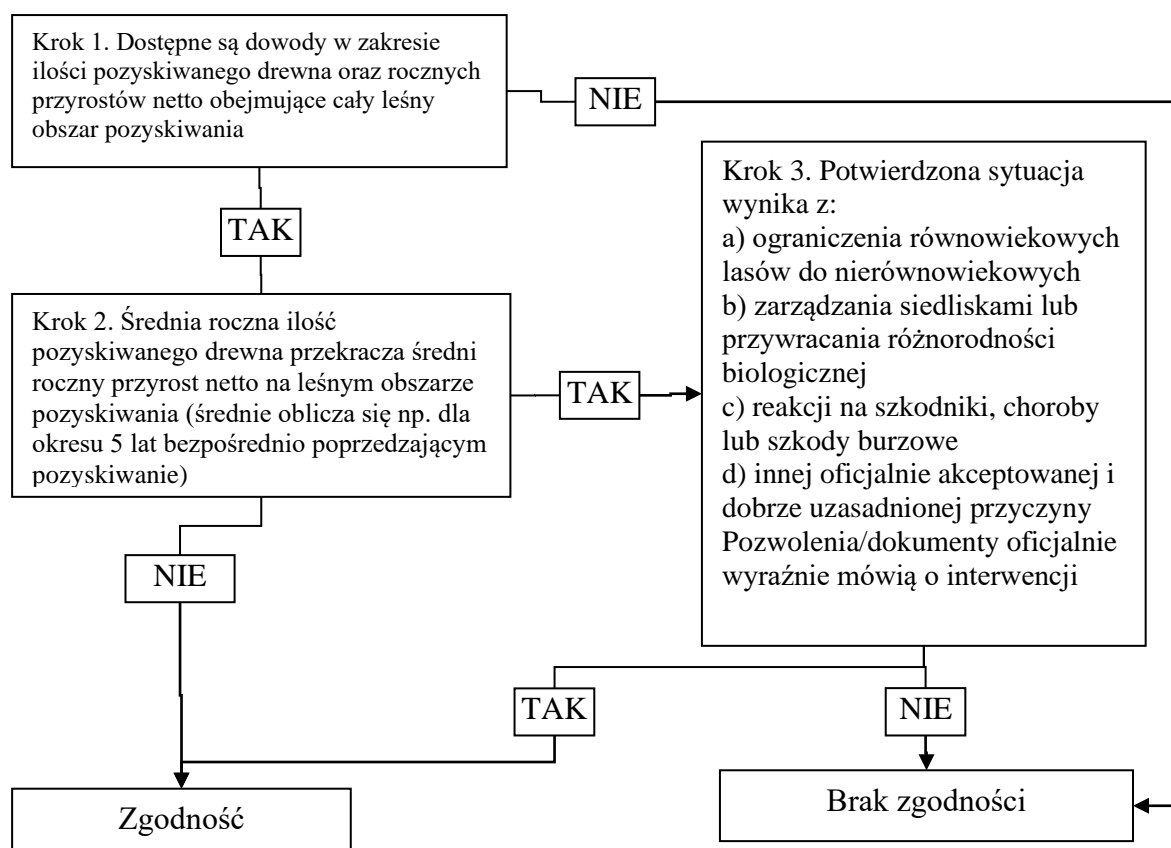 Krok 1. Dostępne są dowody w zakresie
ilości pozyskiwanego drewna oraz rocznych
przyrostów netto obejmujące cały leśny
obszar pozyskiwania
NIE
TAK
Krok 2. Średnia roczna ilość
pozyskiwanego drewna przekracza średni
roczny przyrost netto na leśnym obszarze
pozyskiwania (średnie oblicza się np. dla
okresu 5 lat bezpośrednio poprzedzającym
pozyskiwanie)
TAK
Krok 3. Potwierdzona sytuacja
wynika z:
a) ograniczenia równowiekowych
lasów do nierównowiekowych
b) zarządzania siedliskami lub
przywracania różnorodności
biologicznej
c) reakcji na szkodniki, choroby
lub szkody burzowe
d) innej oficjalnie akceptowanej i
dobrze uzasadnionej przyczyny
Pozwolenia/dokumenty oficjalnie
wyraźnie mówią o interwencji
NIE
TAK
NIE
Zgodność
Brak zgodności